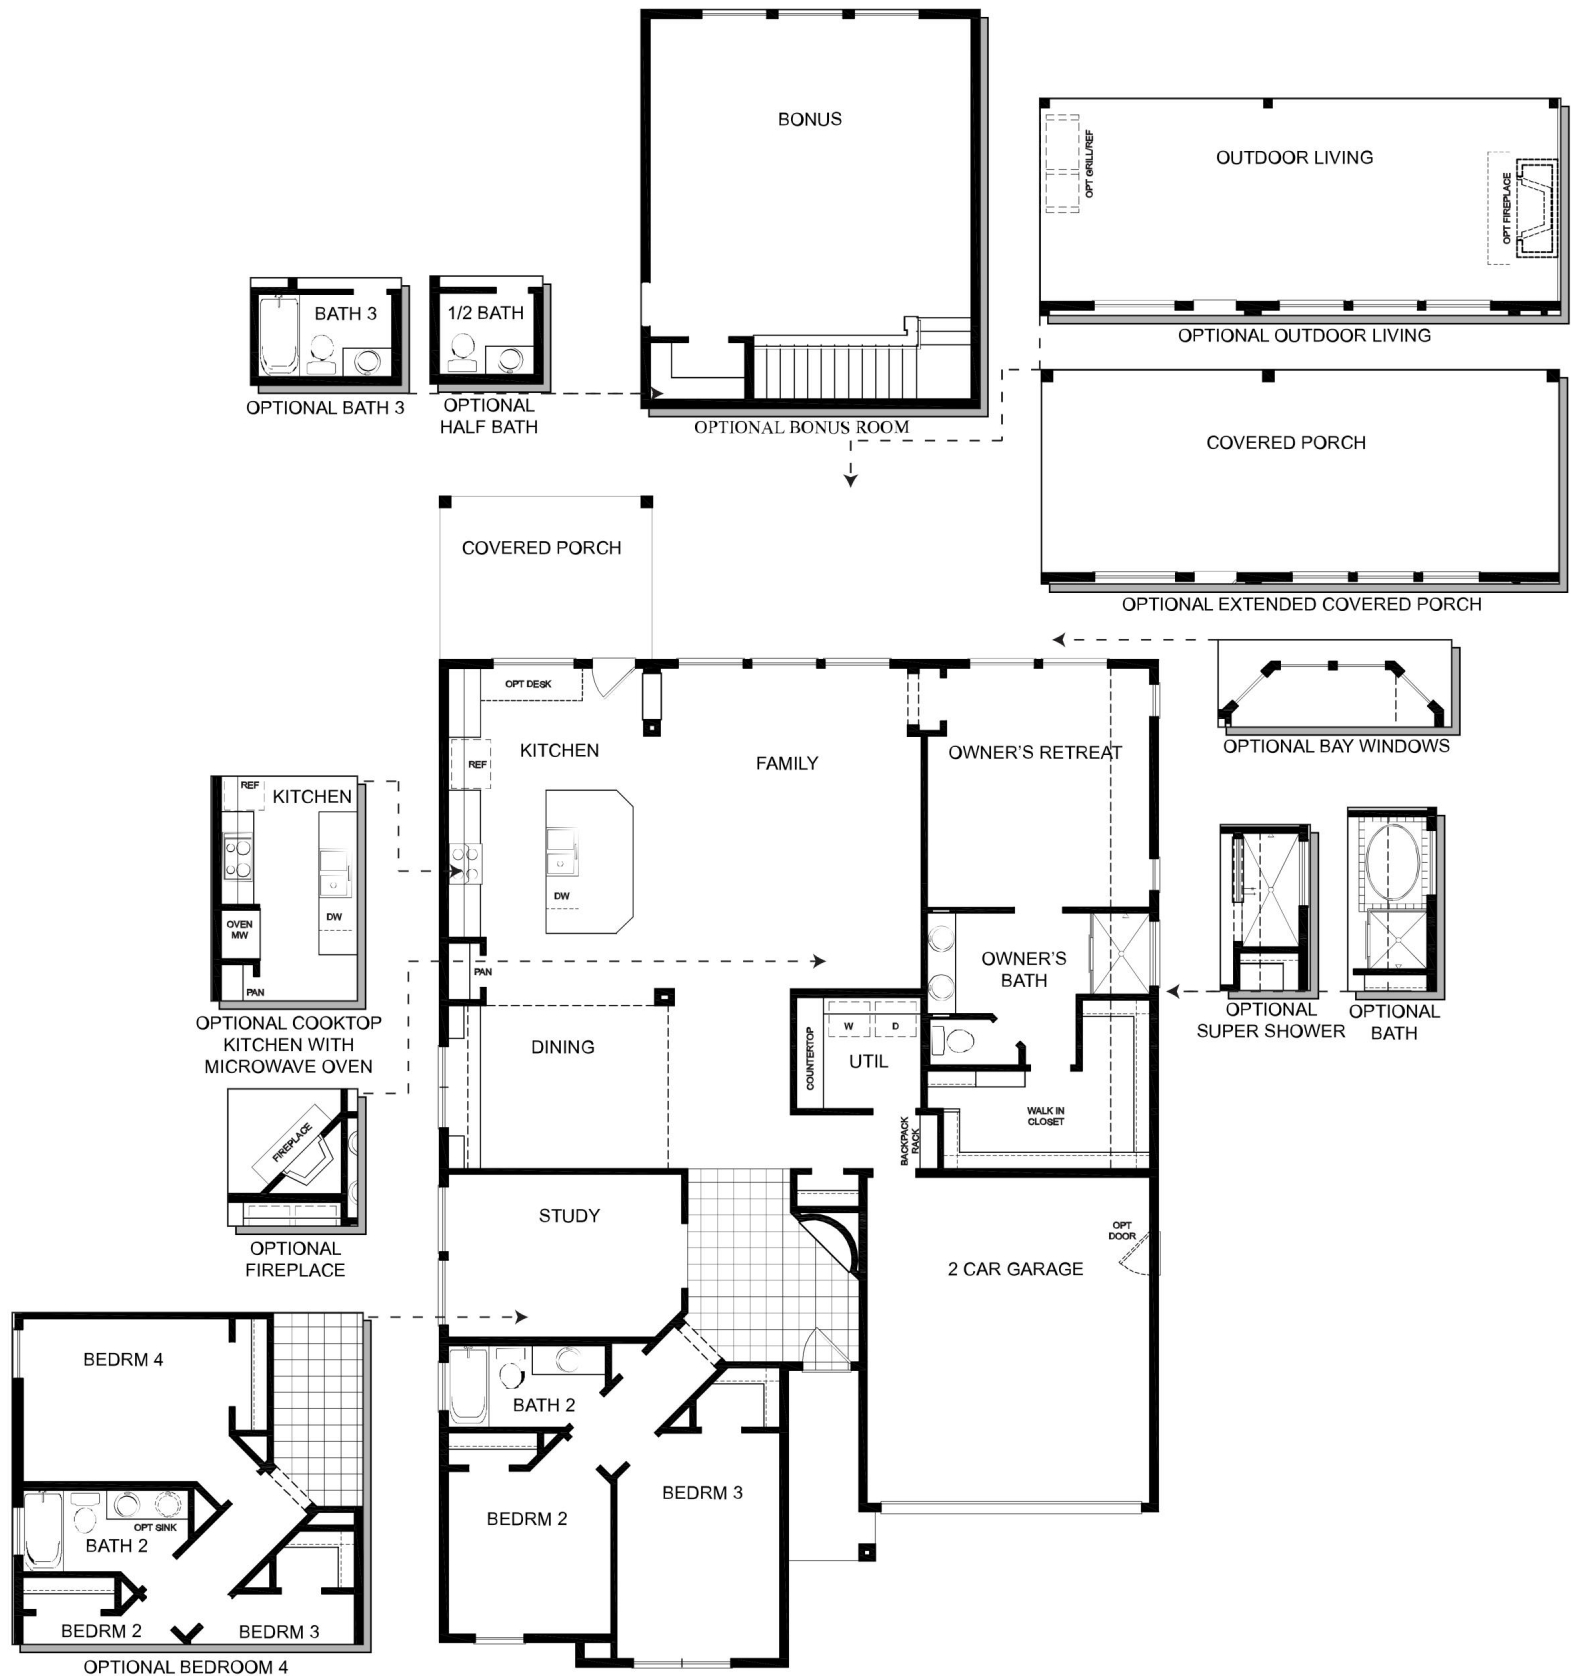 BONUS
OPTIONAL BONUS ROOM
OPT GRILL/REF
OUTDOOR LIVING
OPT FIREPLACE
OPTIONAL OUTDOOR LIVING
BATH 3
OPTIONAL BATH 3
1/2 BATH
OPTIONAL
HALF BATH
COVERED PORCH
OPTIONAL EXTENDED COVERED PORCH
COVERED PORCH
OPT DESK
KITCHEN
REF
DW
PAN
FAMILY
OWNER'S RETREAT
OPTIONAL BAY WINDOWS
REF
KITCHEN
OVEN
MW
DW
PAN
OPTIONAL COOKTOP
KITCHEN WITH
MICROWAVE OVEN
OWNER'S
BATH
OPTIONAL
SUPER SHOWER
OPTIONAL
BATH
DINING
COUNTERTOP
W
D
UTIL
BACKPACK
RACK
WALK IN
CLOSET
FIREPLACE
OPTIONAL
FIREPLACE
STUDY
OPT
DOOR
2 CAR GARAGE
BATH 2
BEDRM 2
BEDRM 3
BEDRM 4
OPT SINK
BATH 2
BEDRM 2
BEDRM 3
OPTIONAL BEDROOM 4